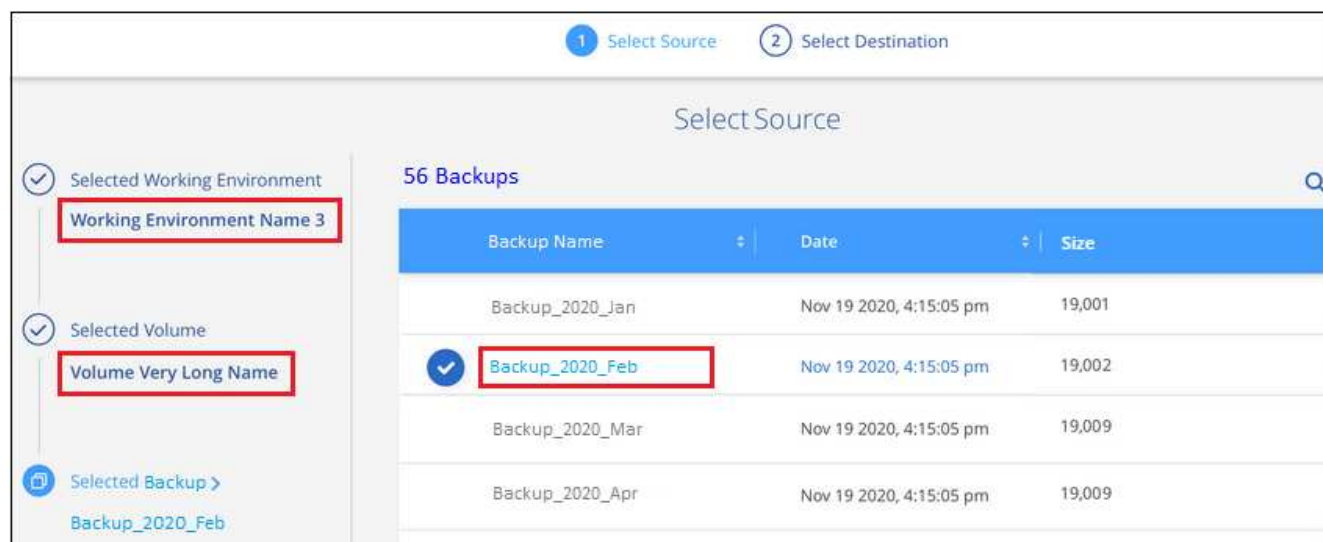 1 Select Source 2 Select Destination
Select Source
Selected Working Environment
Working Environment Name 3
Selected Volume
Volume Very Long Name
Selected Backup >
Backup_2020_Feb
56 Backups
Backup Name Date Size
Backup_2020_Jan Nov 19 2020, 4:15:05 pm 19,001
Backup_2020_Feb Nov 19 2020, 4:15:05 pm 19,002
Backup_2020_Mar Nov 19 2020, 4:15:05 pm 19,009
Backup_2020_Apr Nov 19 2020, 4:15:05 pm 19,009